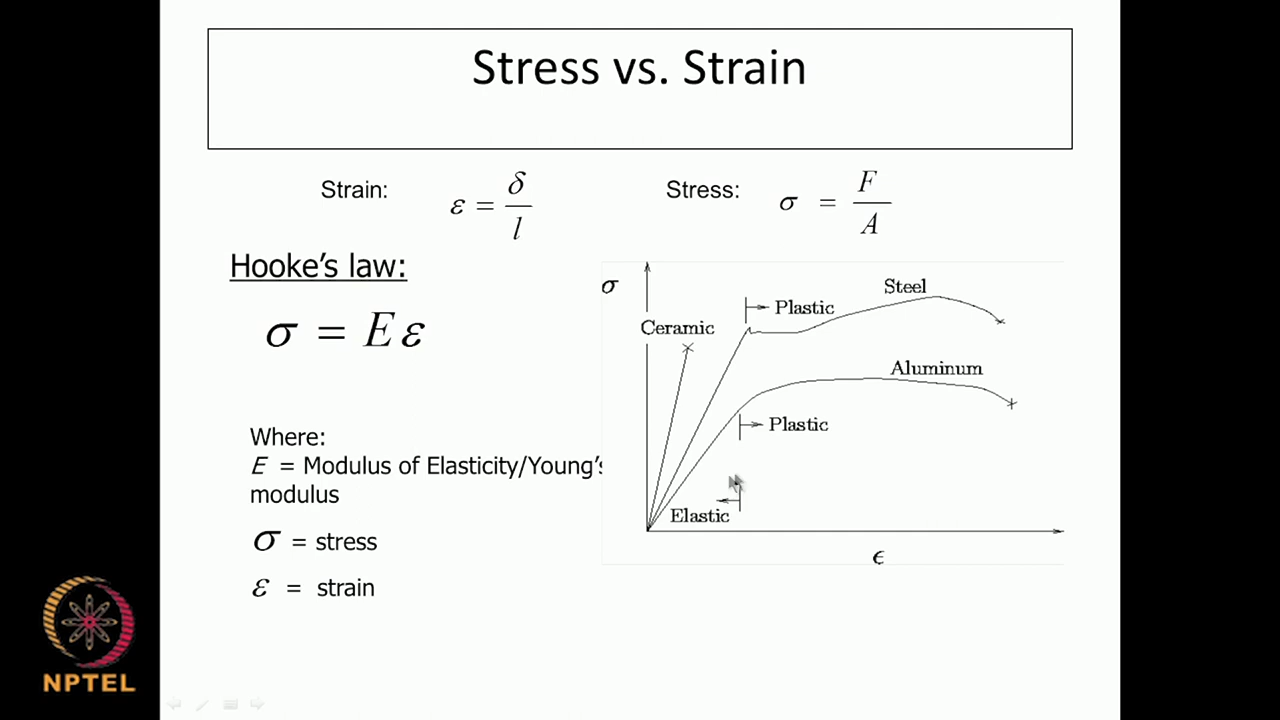 Stress vs. Strain
Strain: ε = δ / l
Stress: σ = F / A
Hooke's law:
σ = E ε
Where:
E = Modulus of Elasticity/Young's
modulus
σ = stress
ε = strain
σ
Steel
Plastic
Ceramic
Aluminum
Plastic
Elastic
ϵ
NPTEL